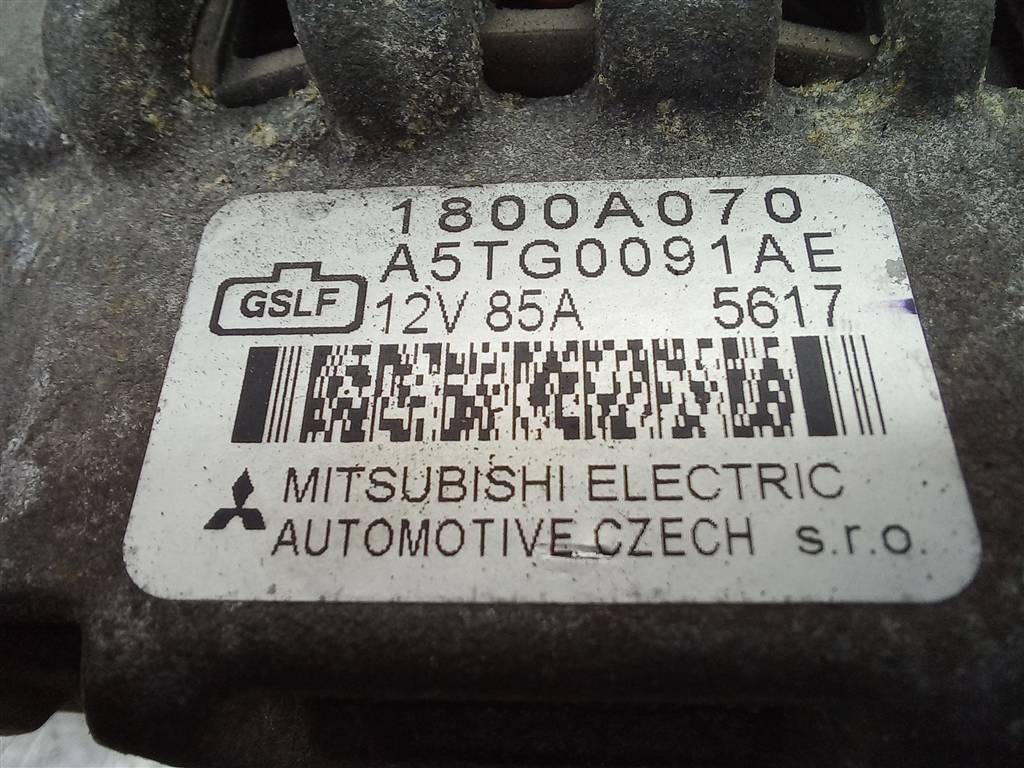 1800A070
A5TG0091AE
GSLF 12V 85A 5617
MITSUBISHI ELECTRIC
AUTOMOTIVE CZECH s.r.o.